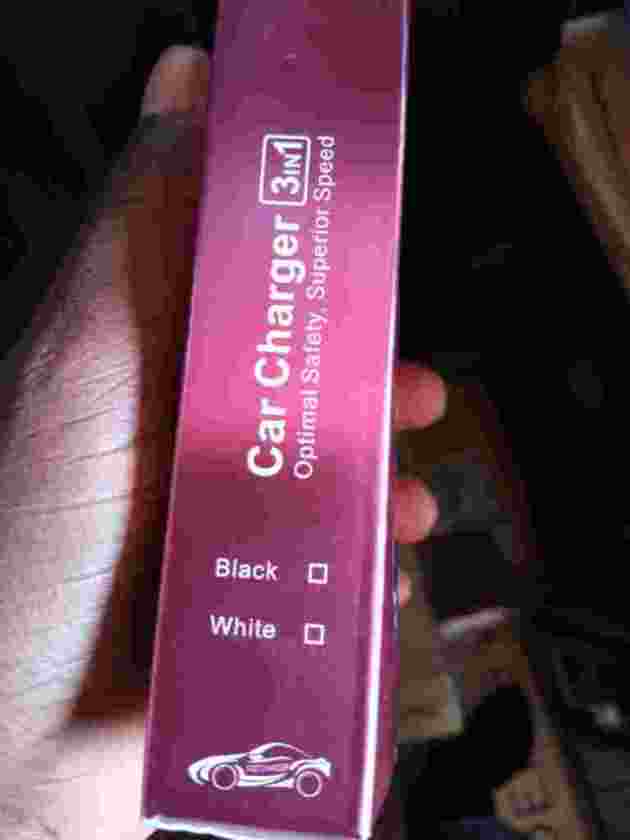 Car Charger 3IN1
Optimal Safety, Superior Speed
Black
White